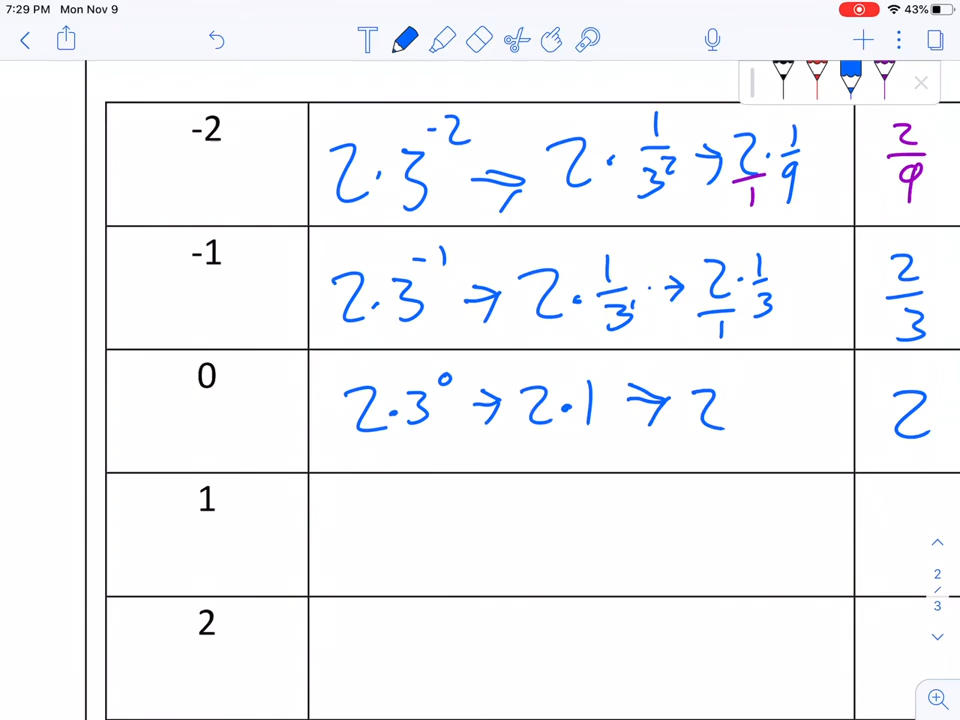 7:29 PM Mon Nov 9 43%
T
-2 2·3^-2 → 2·1/3^2 → 2/1·1/9 2/9
-1 2·3^-1 → 2·1/3^1 → 2/1·1/3 2/3
0 2·3^0 → 2·1 → 2 2
1
2
2
/
3